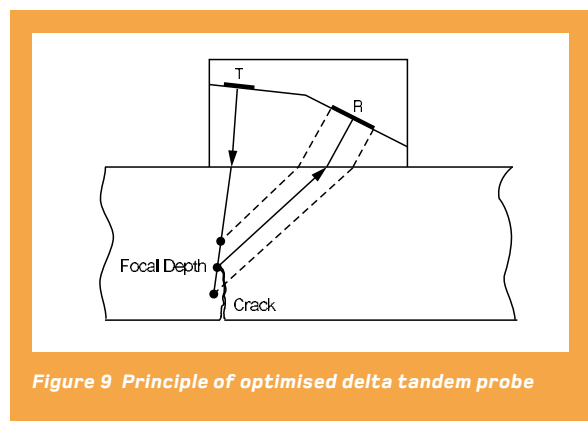 T
R
Focal Depth
Crack
Figure 9 Principle of optimised delta tandem probe